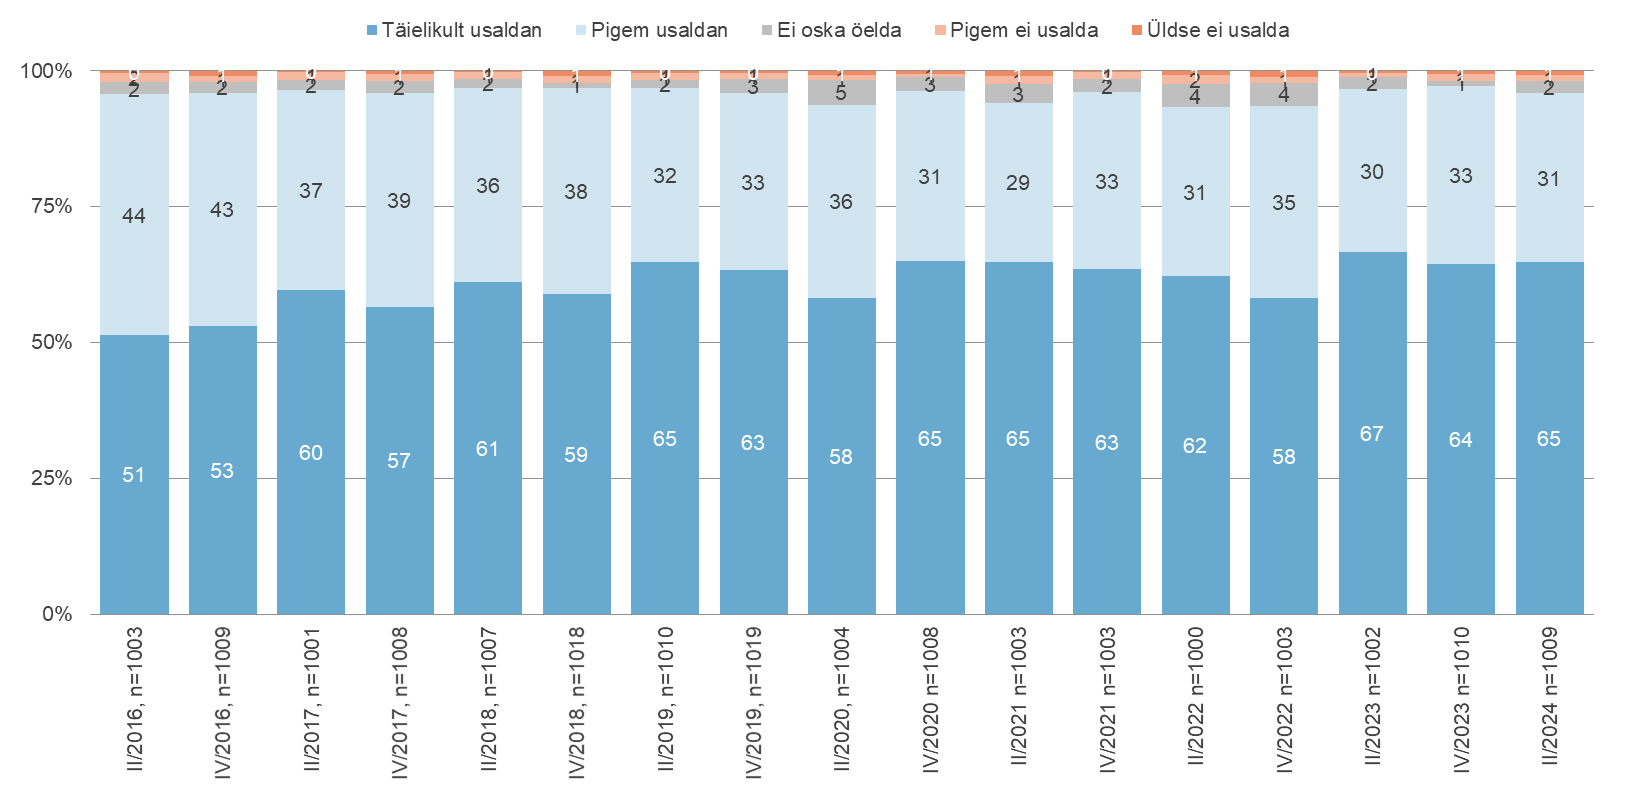 Täielikult usaldan Pigem usaldan Ei oska öelda Pigem ei usalda Üldse ei usalda
100%
2 2 2 2 2 1 2 3 5 3 3 2 4 4 2 1 2
44 43 37 39 36 38 32 33 36 31 29 33 31 35 30 33 31
75%
50%
51 53 60 57 61 59 65 63 58 65 65 63 62 58 67 64 65
25%
0%
II/2016, n=1003
IV/2016, n=1009
II/2017, n=1001
IV/2017, n=1008
II/2018, n=1007
IV/2018, n=1018
II/2019, n=1010
IV/2019, n=1019
II/2020, n=1004
IV/2020 n=1008
II/2021 n=1003
IV/2021 n=1003
II/2022 n=1000
IV/2022 n=1003
II/2023 n=1002
IV/2023 n=1010
II/2024 n=1009